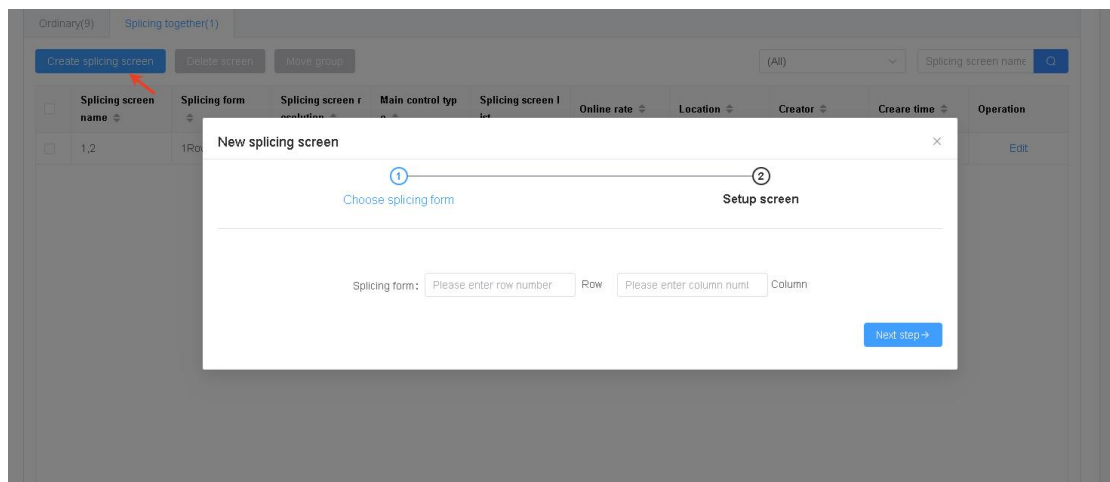 Ordinary(9) Splicing together(1)
Create splicing screen Delete screen Move group (All) Splicing screen name
Splicing screen Splicing form Splicing screen r Main control typ Splicing screen l Online rate Location Creator Creare time Operation
name esolution e ist
1,2 1Row Edit
New splicing screen
1 2
Choose splicing form Setup screen
Splicing form: Please enter row number Row Please enter column numl Column
Next step→